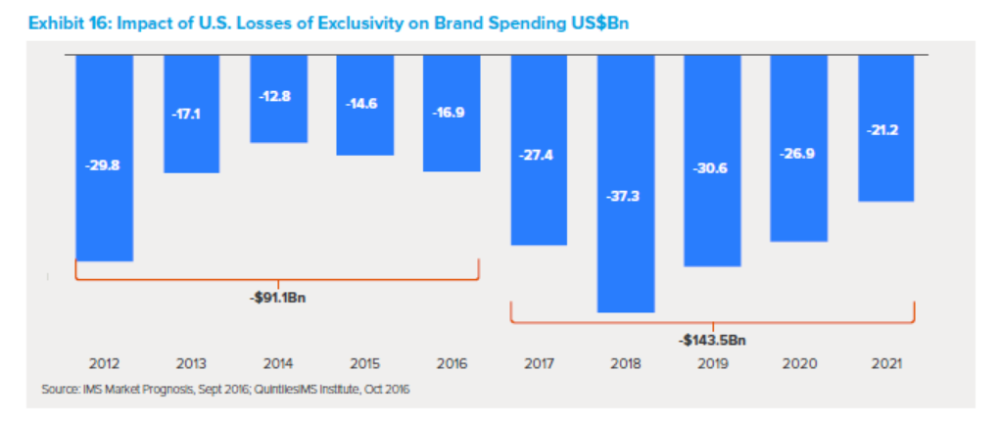 Exhibit 16: Impact of U.S. Losses of Exclusivity on Brand Spending US$Bn
-29.8
-17.1
-12.8
-14.6
-16.9
-27.4
-37.3
-30.6
-26.9
-21.2
-$91.1Bn
-$143.5Bn
2012 2013 2014 2015 2016 2017 2018 2019 2020 2021
Source: IMS Market Prognosis, Sept 2016; QuintilesIMS Institute, Oct 2016